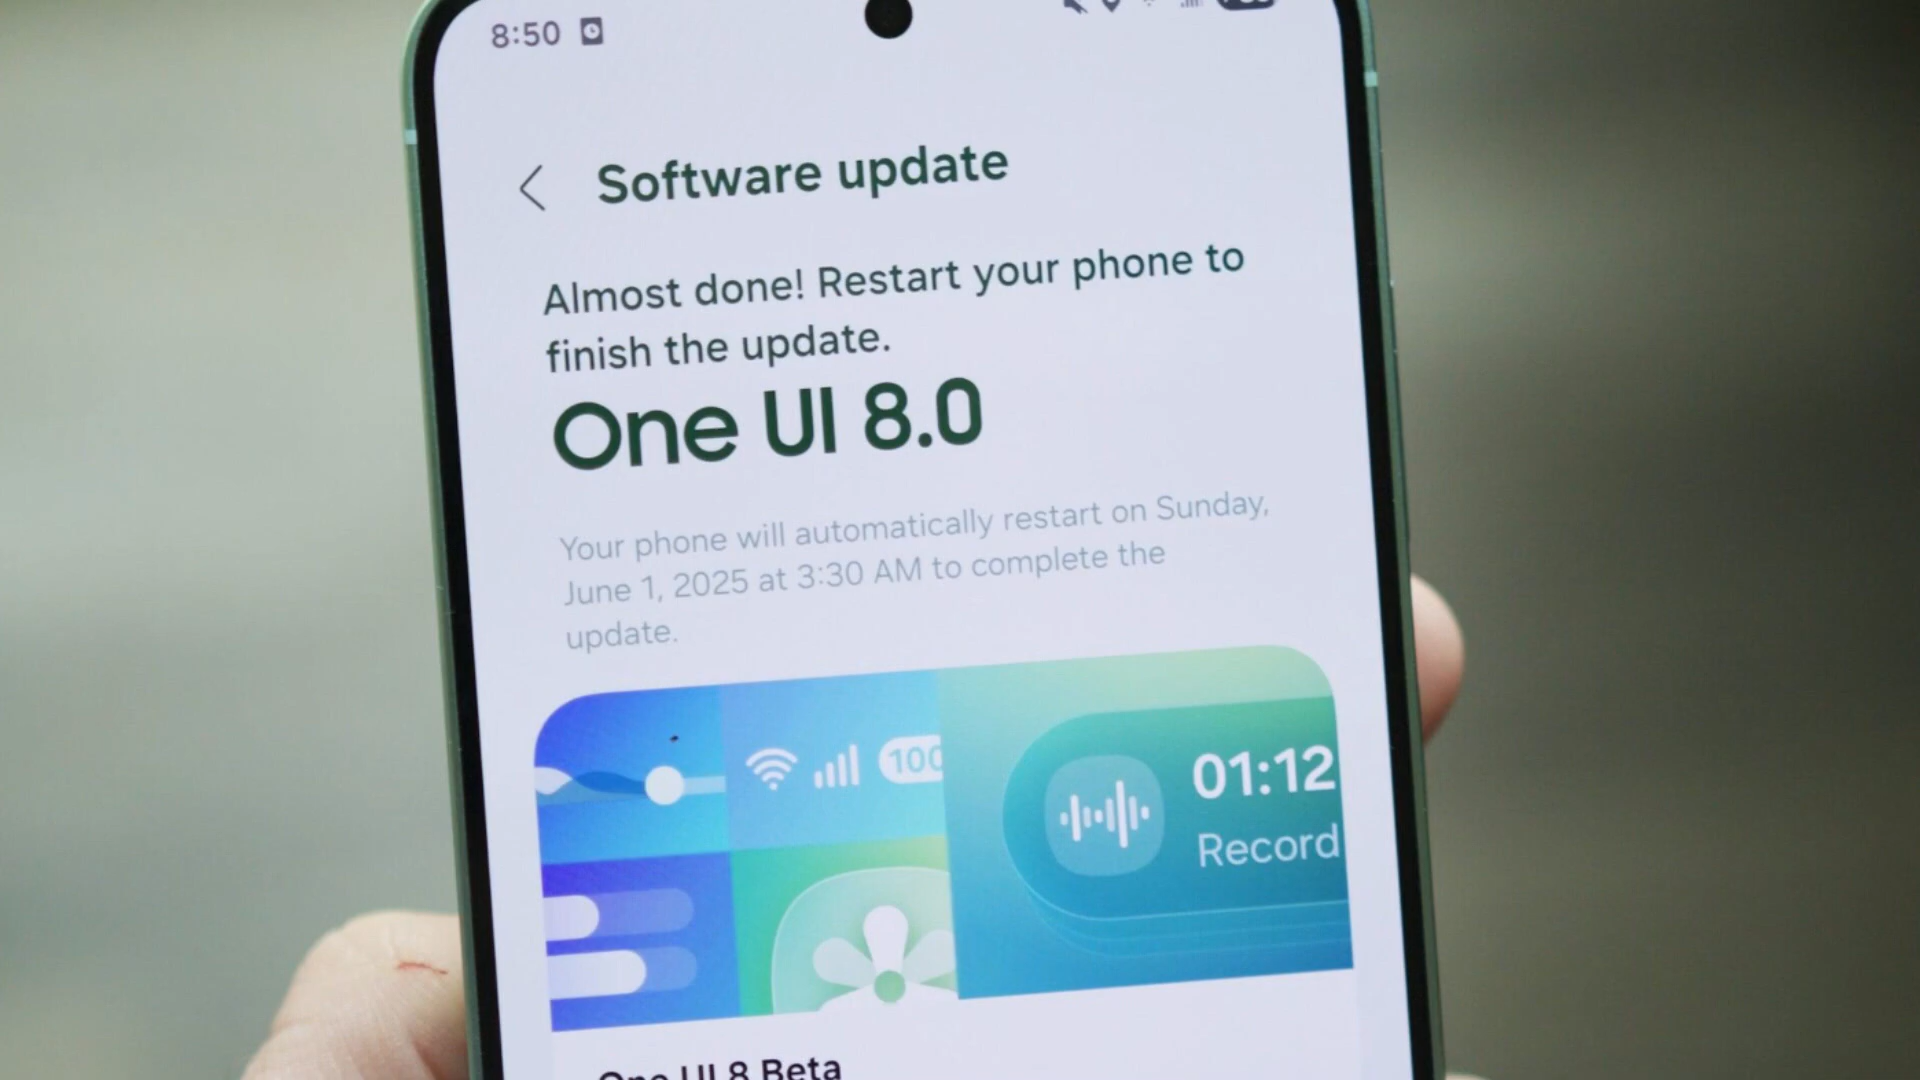 8:50
Software update
Almost done! Restart your phone to
finish the update.
One UI 8.0
Your phone will automatically restart on Sunday,
June 1, 2025 at 3:30 AM to complete the
update.
100
01:12
Record
One UI 8 Beta